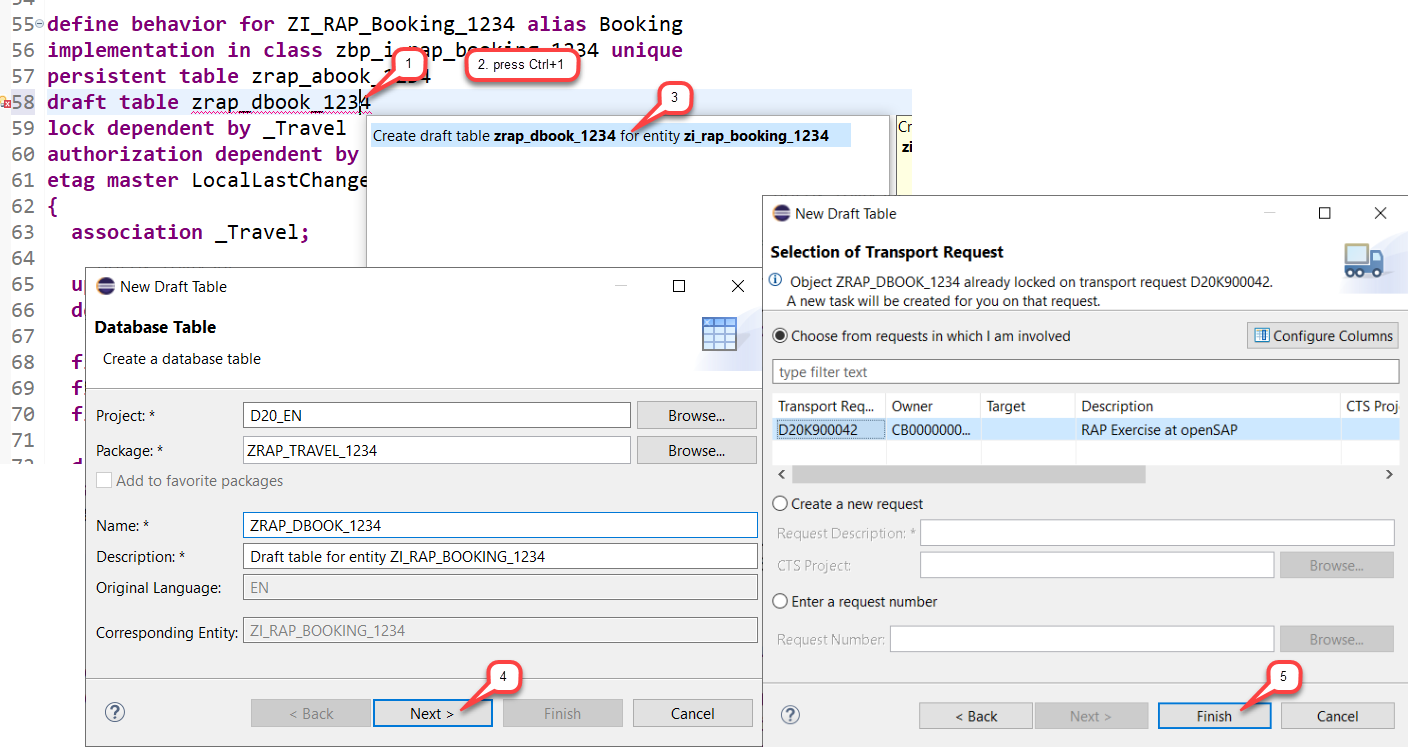 55 define behavior for ZI_RAP_Booking_1234 alias Booking
56 implementation in class zbp_i_rap_booking_1234 unique
57 persistent table zrap_abook_1234
58 draft table zrap_dbook_1234
59 lock dependent by _Travel
60 authorization dependent by
61 etag master LocalLastChange
62 {
63 association _Travel;
64
65
66
67
68
69
70
71
1
2. press Ctrl+1
3
Create draft table zrap_dbook_1234 for entity zi_rap_booking_1234
Cr
zi
New Draft Table
Database Table
Create a database table
Project: * D20_EN Browse...
Package: * ZRAP_TRAVEL_1234 Browse...
Add to favorite packages
Name: * ZRAP_DBOOK_1234
Description: * Draft table for entity ZI_RAP_BOOKING_1234
Original Language: EN
Corresponding Entity: ZI_RAP_BOOKING_1234
4
? < Back Next > Finish Cancel
New Draft Table
Selection of Transport Request
Object ZRAP_DBOOK_1234 already locked on transport request D20K900042.
A new task will be created for you on that request.
Choose from requests in which I am involved Configure Columns
type filter text
Transport Req... Owner Target Description CTS Proj
D20K900042 CB0000000... RAP Exercise at openSAP
Create a new request
Request Description: *
CTS Project: Browse...
Enter a request number
Request Number: Browse...
5
? < Back Next > Finish Cancel